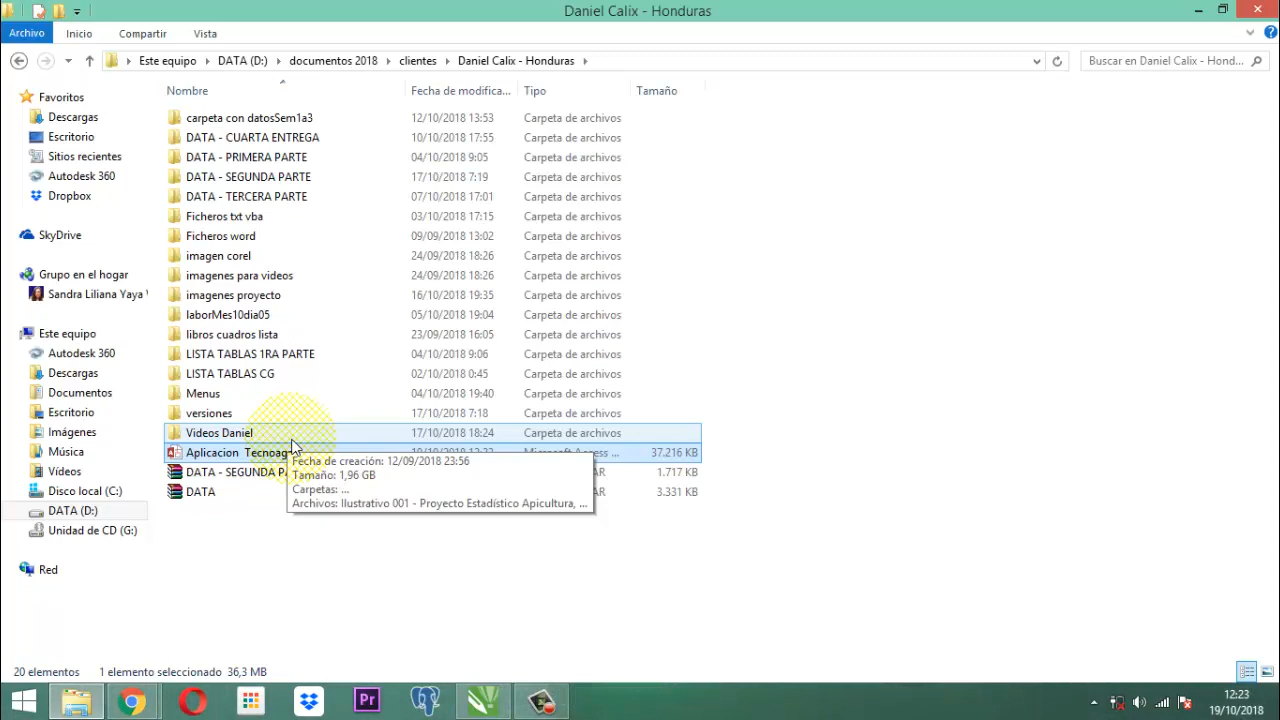 Daniel Calix - Honduras
Archivo Inicio Compartir Vista
Este equipo DATA (D:) documentos 2018 clientes Daniel Calix - Honduras
Buscar en Daniel Calix - Hond...
Nombre Fecha de modifica... Tipo Tamaño
Favoritos
Descargas
Escritorio
Sitios recientes
Autodesk 360
Dropbox
SkyDrive
Grupo en el hogar
Sandra Liliana Yaya
Este equipo
Autodesk 360
Descargas
Documentos
Escritorio
Imágenes
Música
Vídeos
Disco local (C:)
DATA (D:)
Unidad de CD (G:)
Red
carpeta con datosSem1a3 12/10/2018 13:53 Carpeta de archivos
DATA - CUARTA ENTREGA 10/10/2018 17:55 Carpeta de archivos
DATA - PRIMERA PARTE 04/10/2018 9:05 Carpeta de archivos
DATA - SEGUNDA PARTE 17/10/2018 7:19 Carpeta de archivos
DATA - TERCERA PARTE 07/10/2018 17:01 Carpeta de archivos
Ficheros txt vba 03/10/2018 17:15 Carpeta de archivos
Ficheros word 09/09/2018 13:02 Carpeta de archivos
imagen corel 24/09/2018 18:26 Carpeta de archivos
imagenes para videos 24/09/2018 18:26 Carpeta de archivos
imagenes proyecto 16/10/2018 19:35 Carpeta de archivos
laborMes10dia05 05/10/2018 19:04 Carpeta de archivos
libros cuadros lista 23/09/2018 16:05 Carpeta de archivos
LISTA TABLAS 1RA PARTE 04/10/2018 9:06 Carpeta de archivos
LISTA TABLAS CG 02/10/2018 0:45 Carpeta de archivos
Menus 04/10/2018 19:40 Carpeta de archivos
versiones 17/10/2018 7:18 Carpeta de archivos
Videos Daniel 17/10/2018 18:24 Carpeta de archivos
Aplicacion 37.216 KB
DATA - SEGUNDA 1.717 KB
DATA 3.331 KB
Fecha de creación: 12/09/2018 23:56
Tamaño: 1,96 GB
Carpetas: ...
Archivos: Ilustrativo 001 - Proyecto Estadístico Apicultura, ...
20 elementos 1 elemento seleccionado 36,3 MB
Pr
12:23
19/10/2018